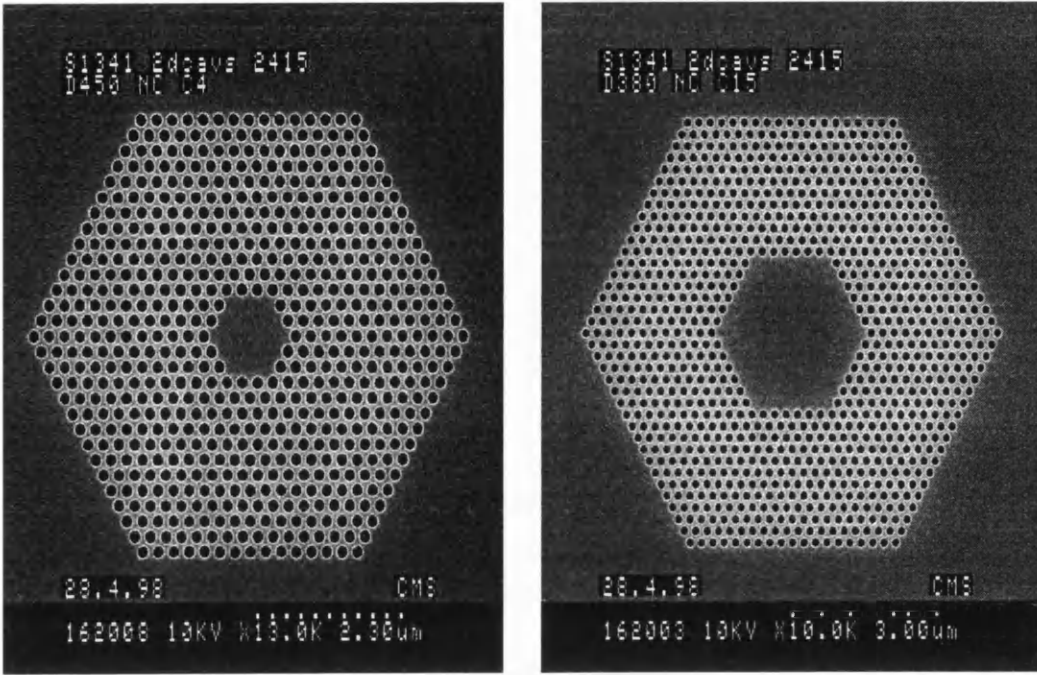 S1341 2dcavs 2415
D450 NC C4
28.4.98 CMS
162008 10KV X13.0K 2.30um
S1341 2dcavs 2415
D380 NC C15
28.4.98 CMS
162003 10KV X10.0K 3.00um